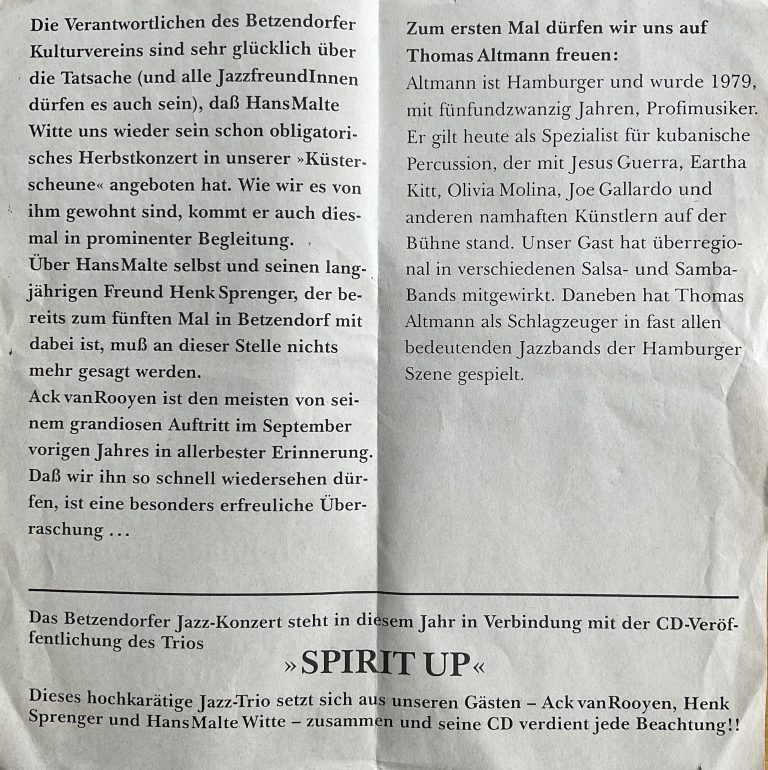 Die Verantwortlichen des Betzendorfer
Kulturvereins sind sehr glücklich über
die Tatsache (und alle JazzfreundInnen
dürfen es auch sein), daß HansMalte
Witte uns wieder sein schon obligatori-
sches Herbstkonzert in unserer »Küster-
scheune« angeboten hat. Wie wir es von
ihm gewohnt sind, kommt er auch dies-
mal in prominenter Begleitung.
Über HansMalte selbst und seinen lang-
jährigen Freund Henk Sprenger, der be-
reits zum fünften Mal in Betzendorf mit
dabei ist, muß an dieser Stelle nichts
mehr gesagt werden.
Ack vanRooyen ist den meisten von sei-
nem grandiosen Auftritt im September
vorigen Jahres in allerbester Erinnerung.
Daß wir ihn so schnell wiedersehen dür-
fen, ist eine besonders erfreuliche Über-
raschung ...
Zum ersten Mal dürfen wir uns auf
Thomas Altmann freuen:
Altmann ist Hamburger und wurde 1979,
mit fünfundzwanzig Jahren, Profimusiker.
Er gilt heute als Spezialist für kubanische
Percussion, der mit Jesus Guerra, Eartha
Kitt, Olivia Molina, Joe Gallardo und
anderen namhaften Künstlern auf der
Bühne stand. Unser Gast hat überregio-
nal in verschiedenen Salsa- und Samba-
Bands mitgewirkt. Daneben hat Thomas
Altmann als Schlagzeuger in fast allen
bedeutenden Jazzbands der Hamburger
Szene gespielt.
Das Betzendorfer Jazz-Konzert steht in diesem Jahr in Verbindung mit der CD-Veröf-
fentlichung des Trios
»SPIRIT UP«
Dieses hochkarätige Jazz-Trio setzt sich aus unseren Gästen – Ack vanRooyen, Henk
Sprenger und HansMalte Witte – zusammen und seine CD verdient jede Beachtung!!